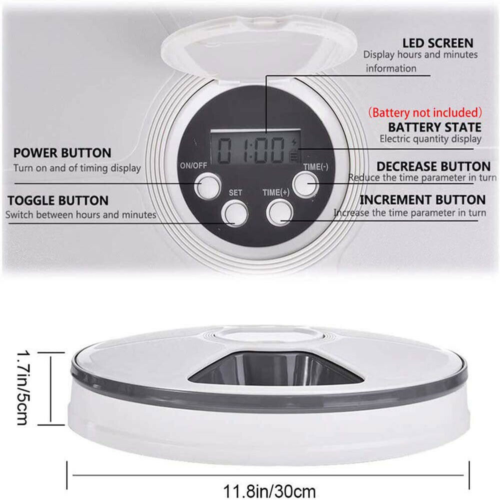 LED SCREEN
Display hours and minutes
information
(Battery not included)
BATTERY STATE
Electric quantity display
POWER BUTTON
Turn on and of timing display
ON/OFF
01:00
TIME(-)
DECREASE BUTTON
Reduce the time parameter in turn
TOGGLE BUTTON
Switch between hours and minutes
SET
TIME(+)
INCREMENT BUTTON
Increase the time parameter in turn
1.7in/5cm
11.8in/30cm